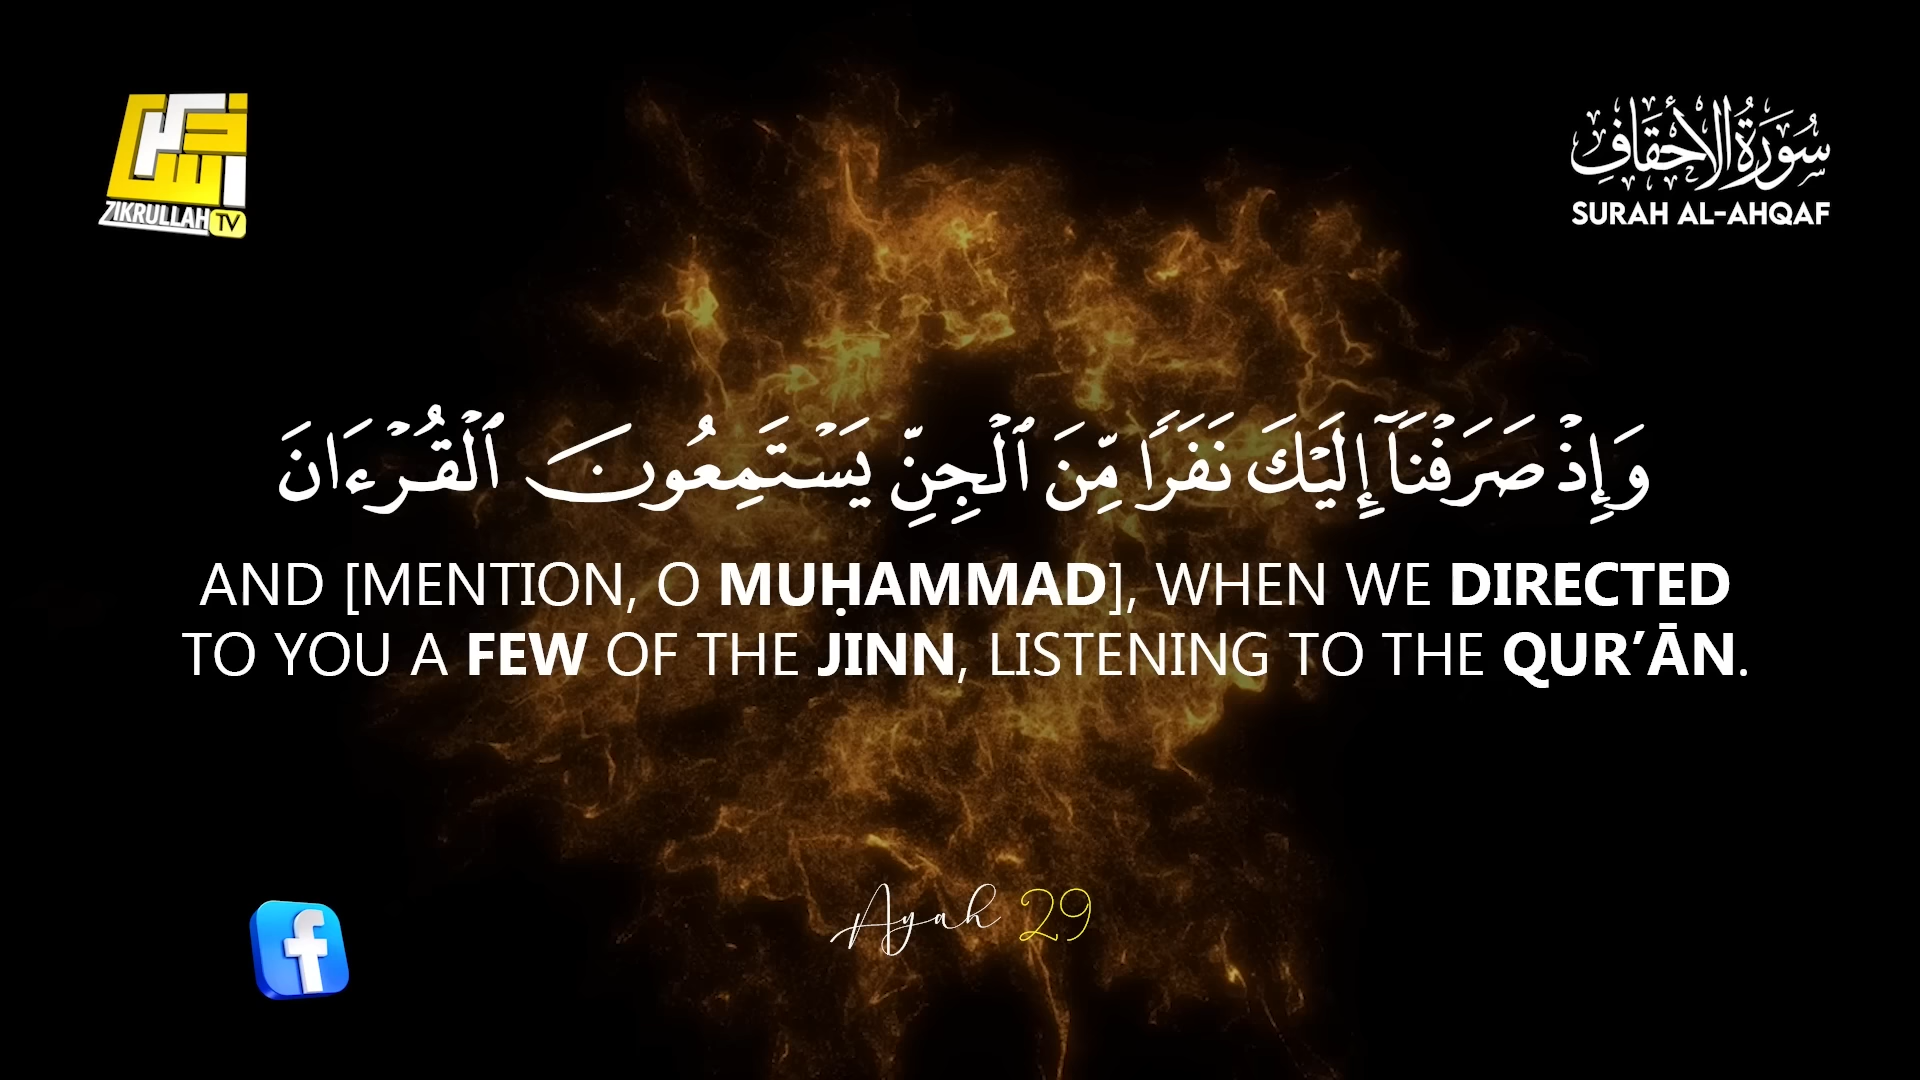 ZIKRULLAH TV
سُورَةُ الأَحْقَافِ
SURAH AL-AHQAF
وَإِذْ صَرَفْنَآ إِلَيْكَ نَفَرًا مِّنَ ٱلْجِنِّ يَسْتَمِعُونَ ٱلْقُرْءَانَ
AND [MENTION, O MUḤAMMAD], WHEN WE DIRECTED
TO YOU A FEW OF THE JINN, LISTENING TO THE QUR’ĀN.
Ayah 29